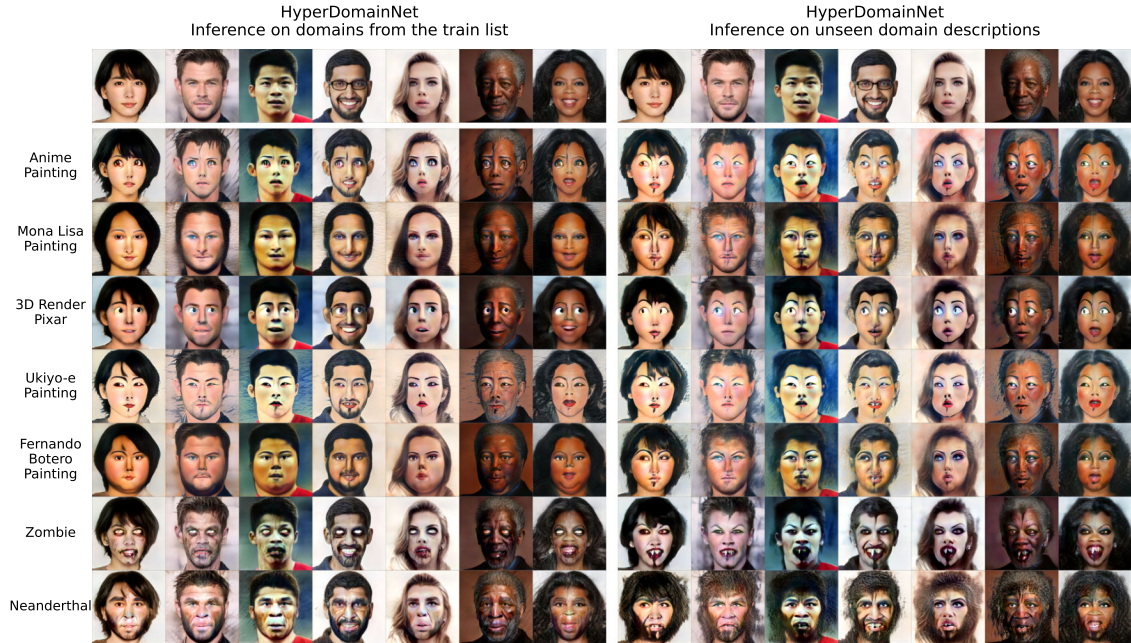 HyperDomainNet
Inference on domains from the train list
HyperDomainNet
Inference on unseen domain descriptions
Anime
Painting
Mona Lisa
Painting
3D Render
Pixar
Ukiyo-e
Painting
Fernando
Botero
Painting
Zombie
Neanderthal